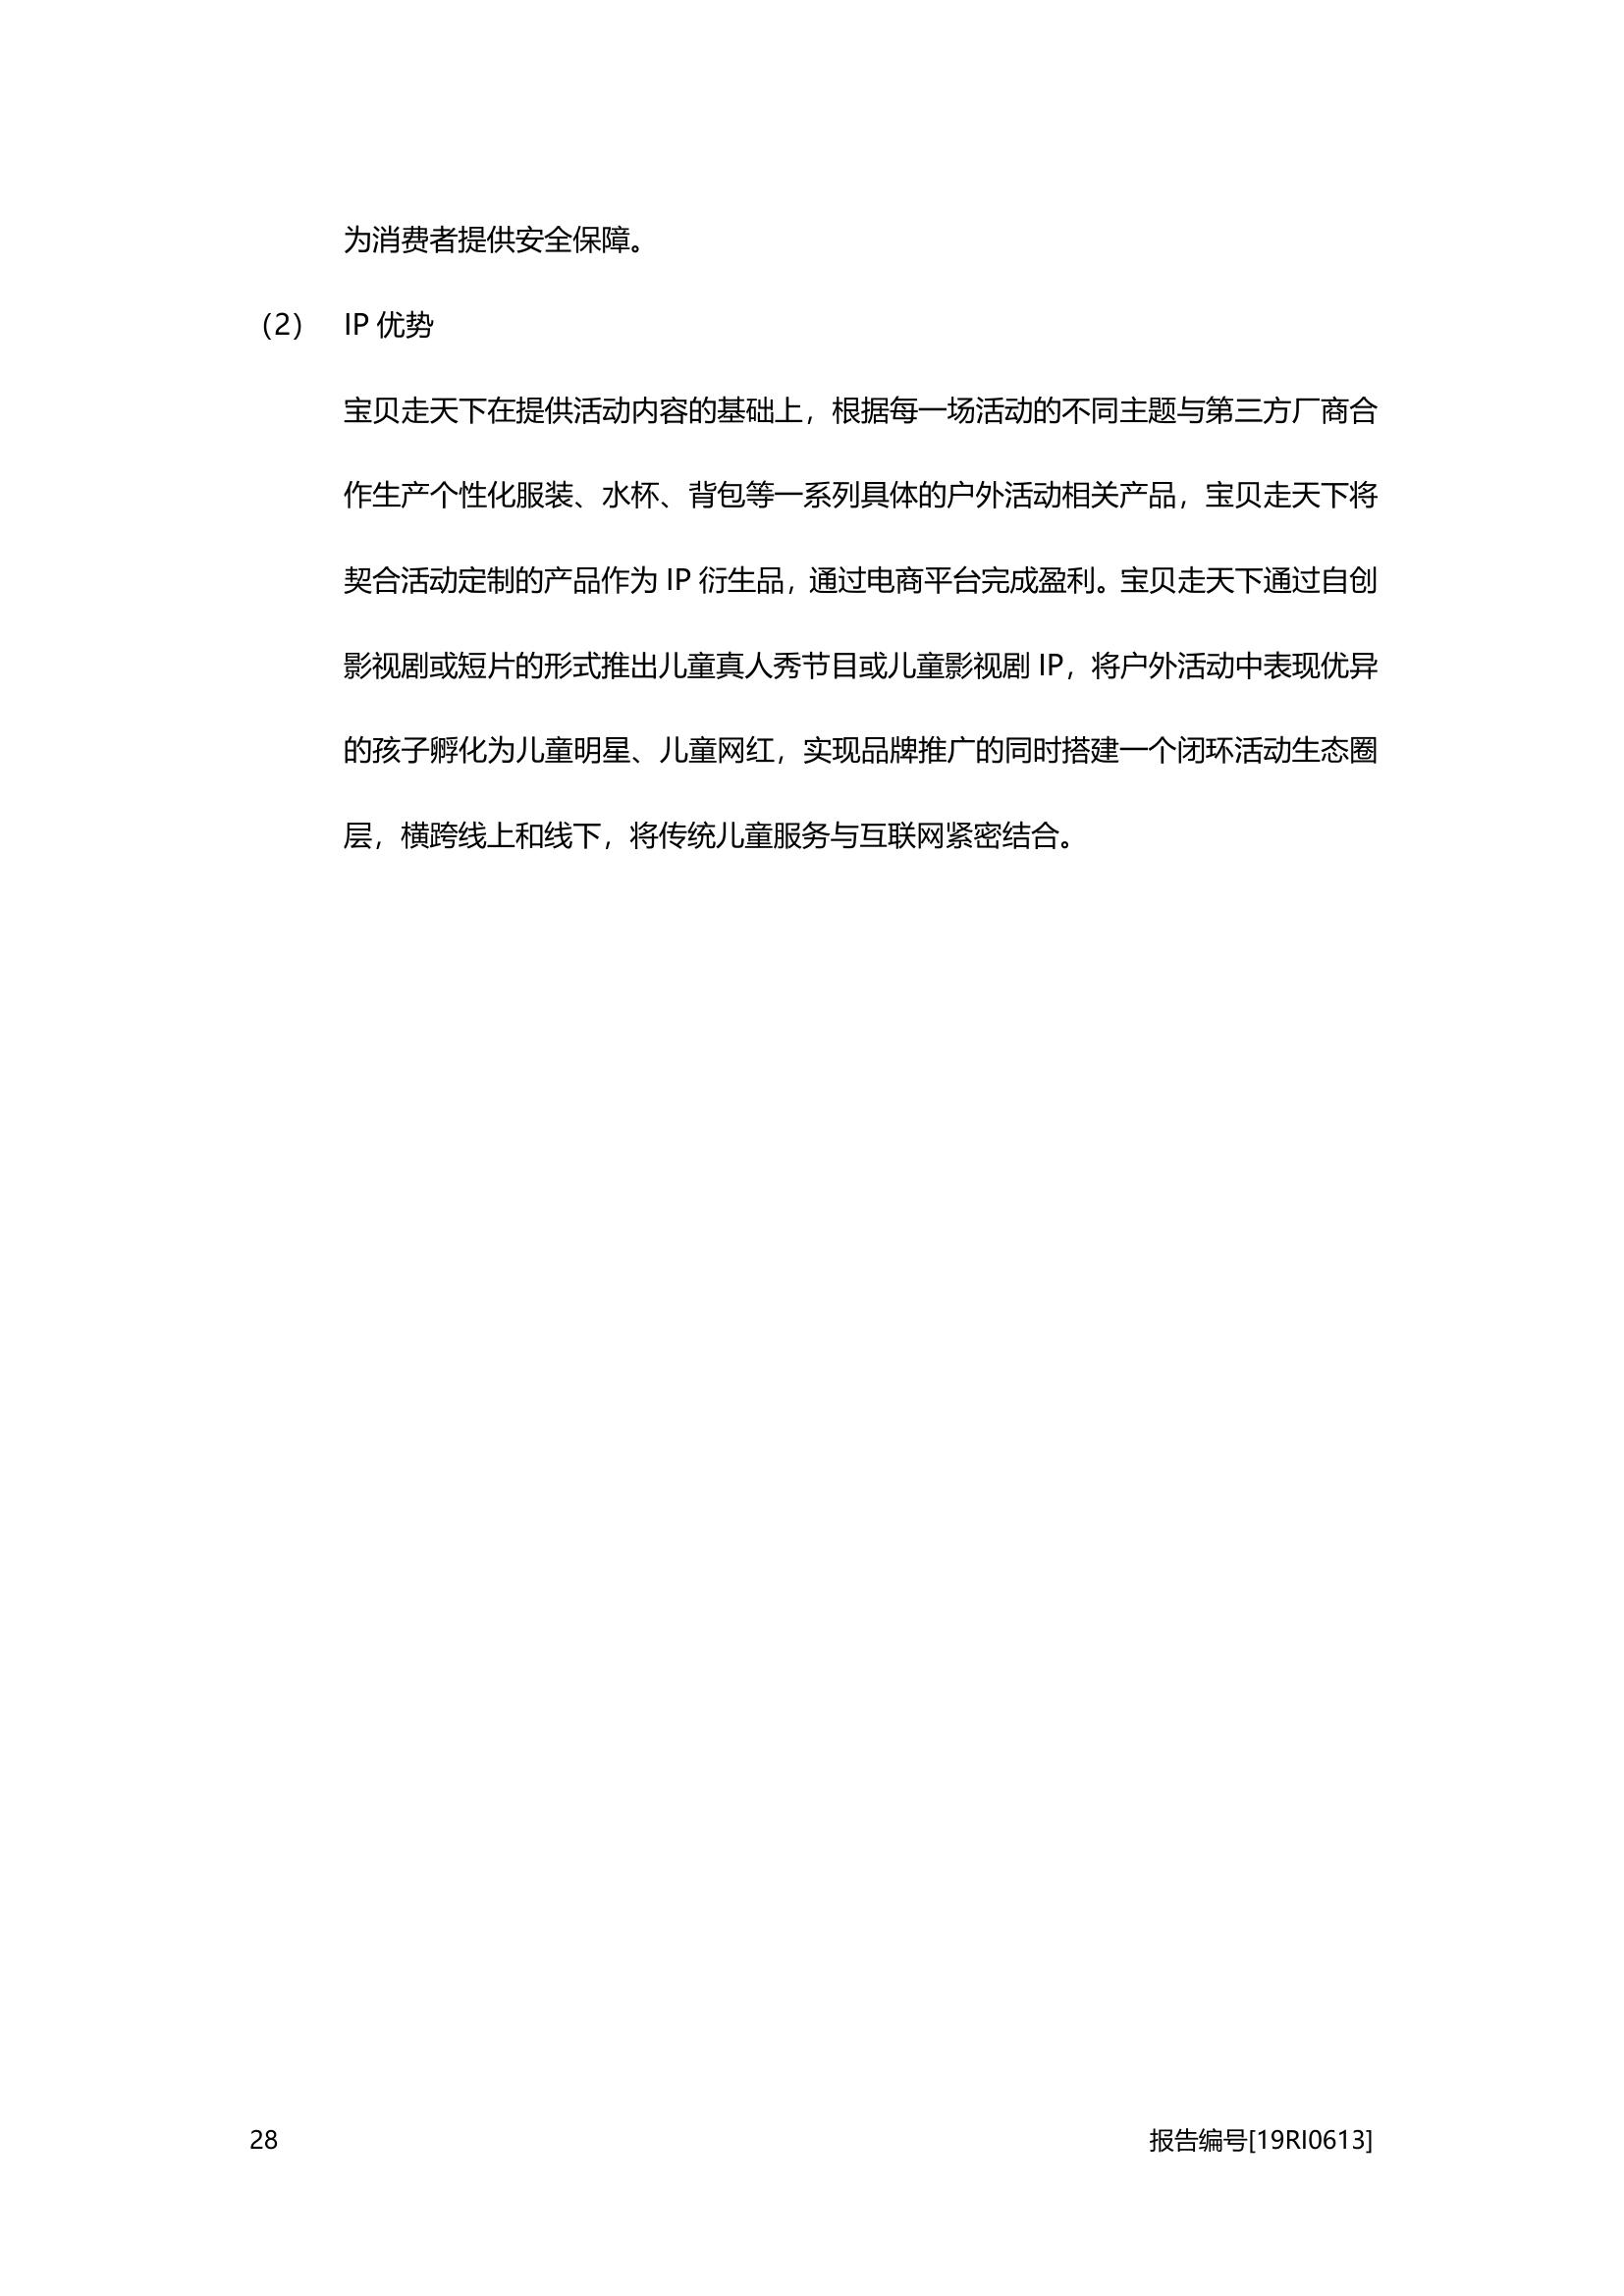 为消费者提供安全保障。
（2） IP 优势
宝贝走天下在提供活动内容的基础上，根据每一场活动的不同主题与第三方厂商合
作生产个性化服装、水杯、背包等一系列具体的户外活动相关产品，宝贝走天下将
契合活动定制的产品作为 IP 衍生品，通过电商平台完成盈利。宝贝走天下通过自创
影视剧或短片的形式推出儿童真人秀节目或儿童影视剧 IP，将户外活动中表现优异
的孩子孵化为儿童明星、儿童网红，实现品牌推广的同时搭建一个闭环活动生态圈
层，横跨线上和线下，将传统儿童服务与互联网紧密结合。
28 报告编号[19RI0613]